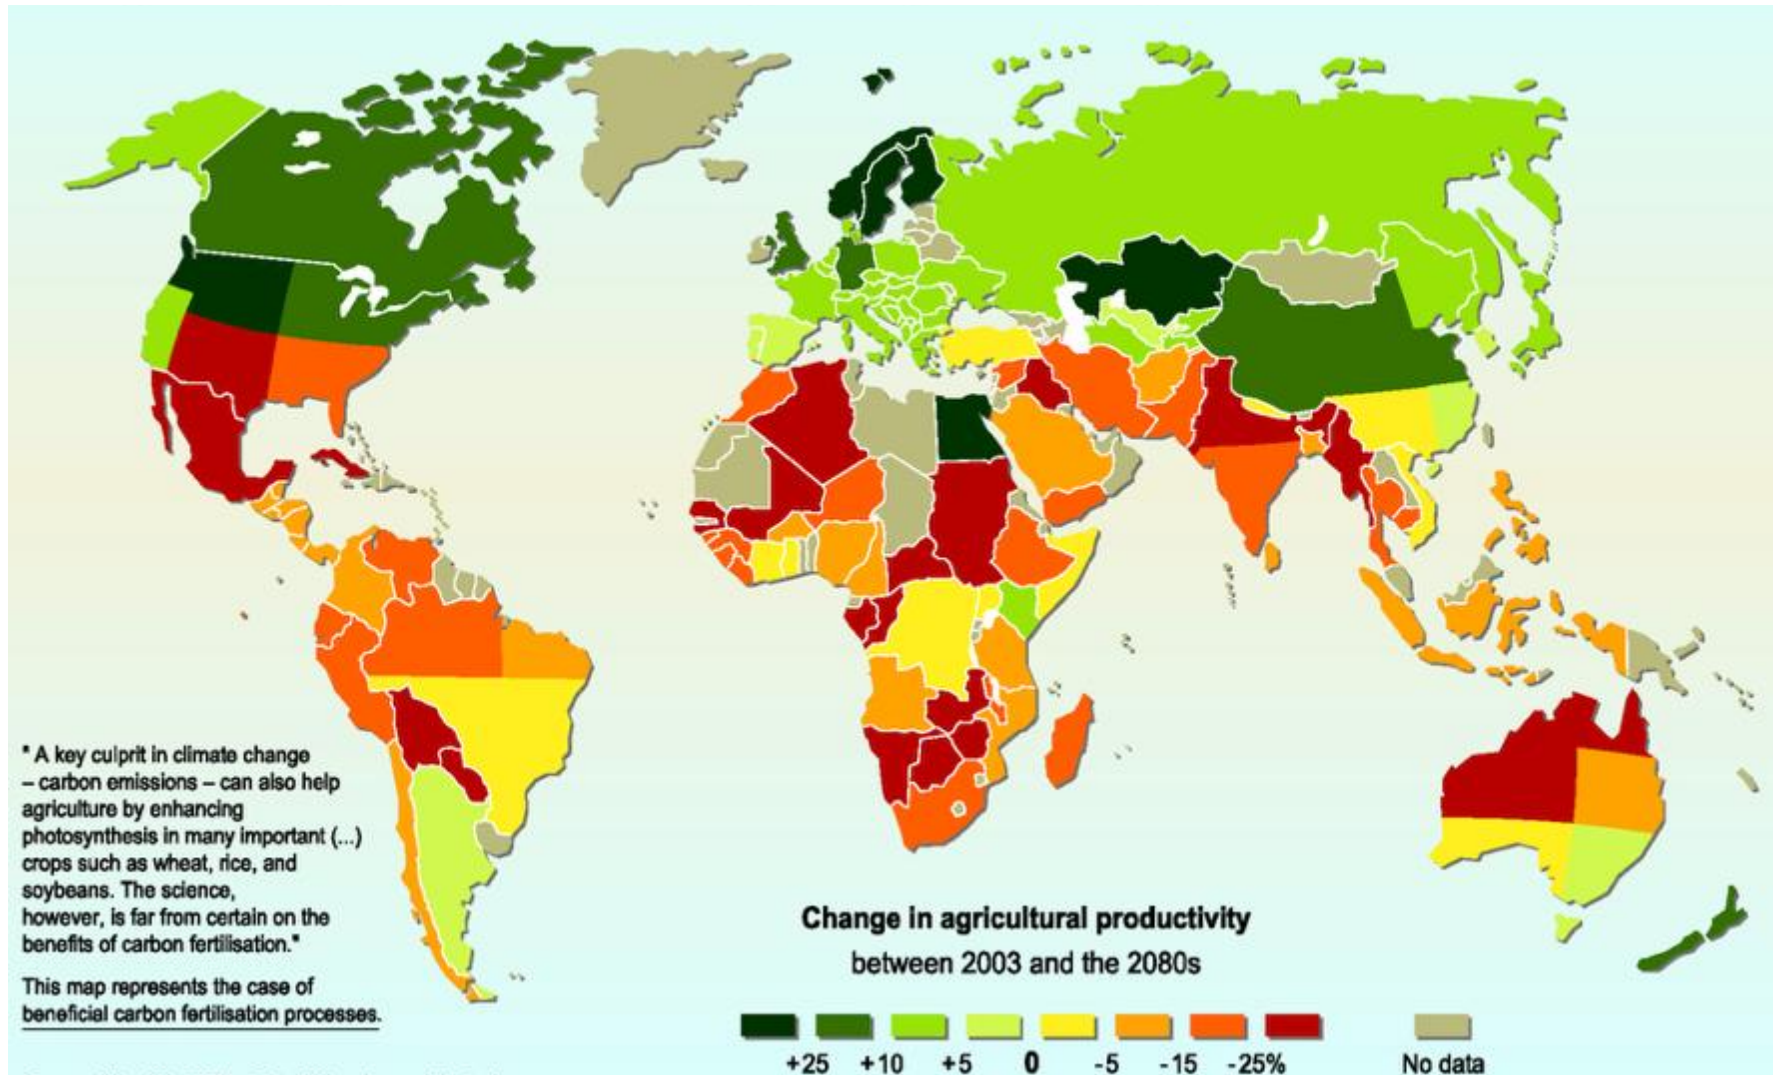 " A key culprit in climate change
– carbon emissions – can also help
agriculture by enhancing
photosynthesis in many important (...)
crops such as wheat, rice, and
soybeans. The science,
however, is far from certain on the
benefits of carbon fertilisation."
This map represents the case of
beneficial carbon fertilisation processes.
Change in agricultural productivity
between 2003 and the 2080s
+25 +10 +5 0 -5 -15 -25% No data